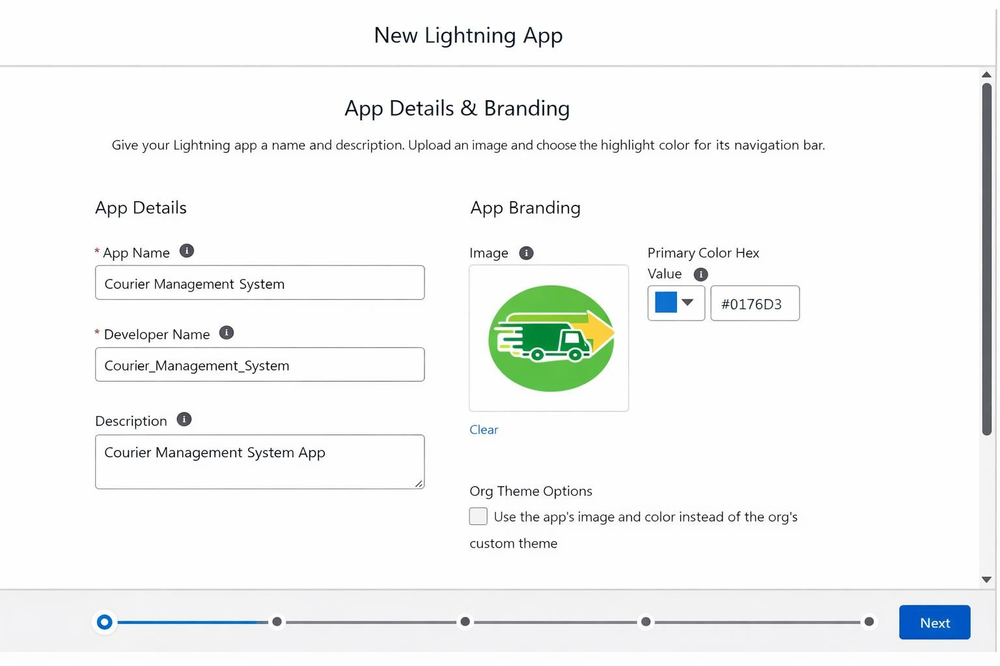 New Lightning App
App Details & Branding
Give your Lightning app a name and description. Upload an image and choose the highlight color for its navigation bar.
App Details
* App Name
Courier Management System
* Developer Name
Courier_Management_System
Description
Courier Management System App
App Branding
Image
Clear
Primary Color Hex
Value
#0176D3
Org Theme Options
Use the app's image and color instead of the org's
custom theme
Next